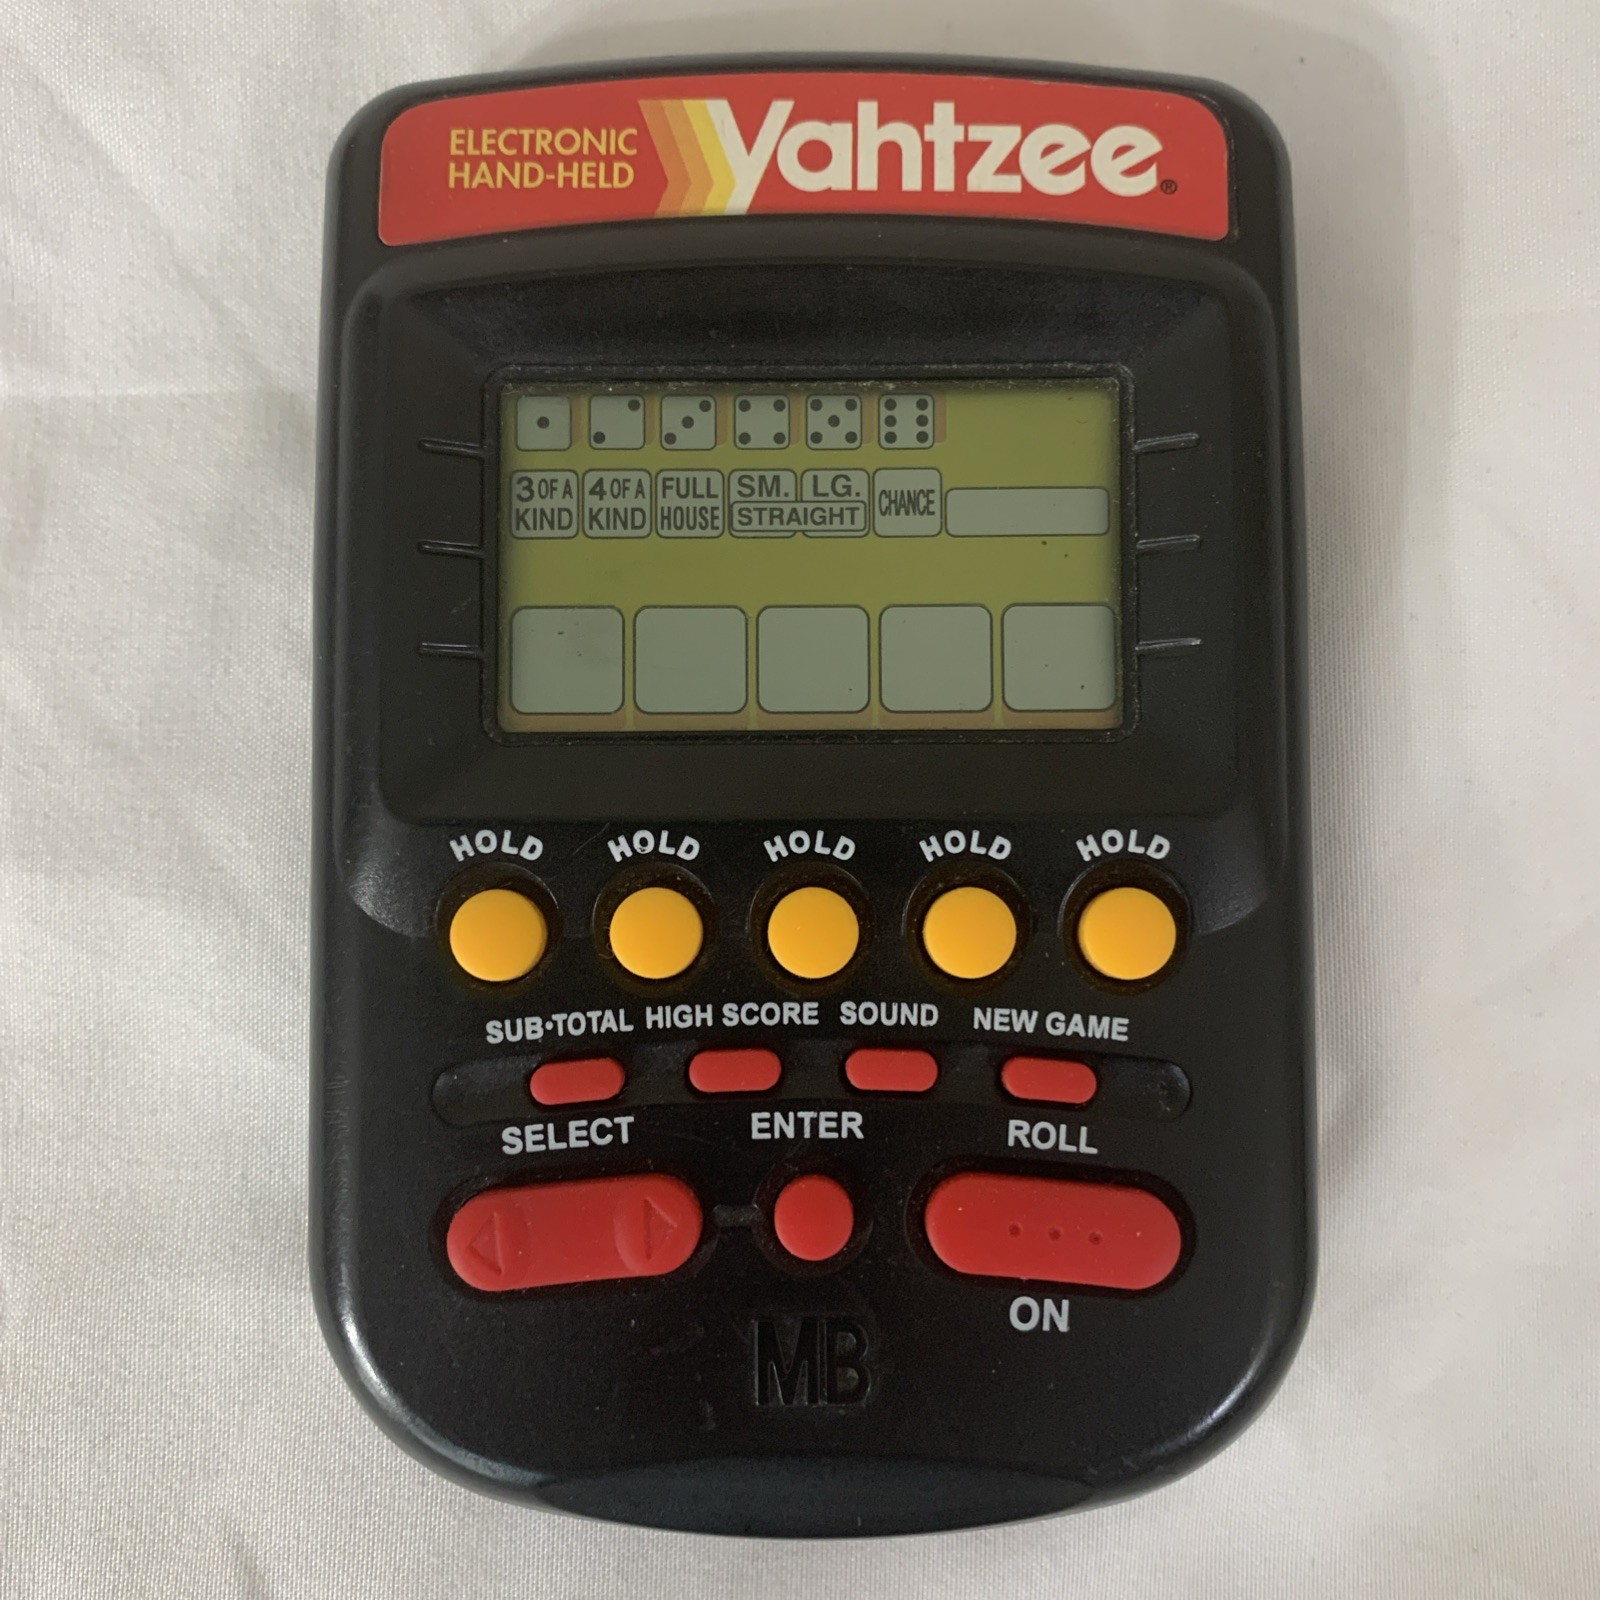 ELECTRONIC
HAND-HELD
Yahtzee®
3 OF A KIND
4 OF A KIND
FULL HOUSE
SM. LG.
STRAIGHT
CHANCE
HOLD HOLD HOLD HOLD HOLD
SUB•TOTAL HIGH SCORE SOUND NEW GAME
SELECT ENTER ROLL
ON
MB